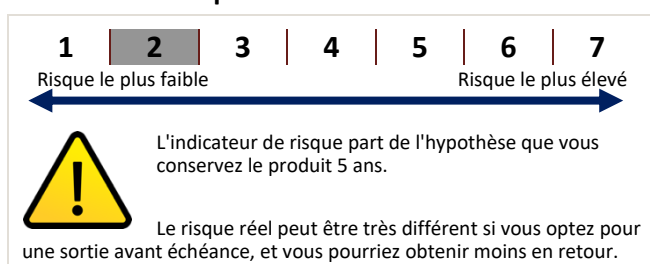 1 2 3 4 5 6 7
Risque le plus faible Risque le plus élevé
L'indicateur de risque part de l'hypothèse que vous
conservez le produit 5 ans.
Le risque réel peut être très différent si vous optez pour
une sortie avant échéance, et vous pourriez obtenir moins en retour.